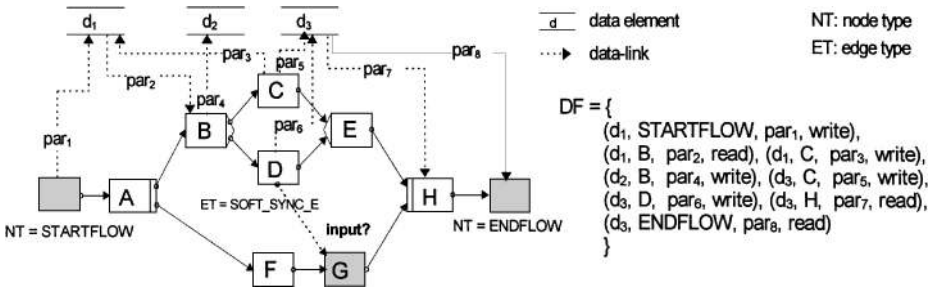 d₁ d₂ d₃ d data element NT: node type
par₃ par₅ par₈ data-link ET: edge type
par₂ C par₇
par₄ DF = {
B par₆ E (d₁, STARTFLOW, par₁, write),
par₁ (d₁, B, par₂, read), (d₁, C, par₃, write),
D (d₂, B, par₄, write), (d₃, C, par₅, write),
A H (d₃, D, par₆, write), (d₃, H, par₇, read),
ET = SOFT_SYNC_E (d₃, ENDFLOW, par₈, read)
NT = STARTFLOW input? NT = ENDFLOW }
F G